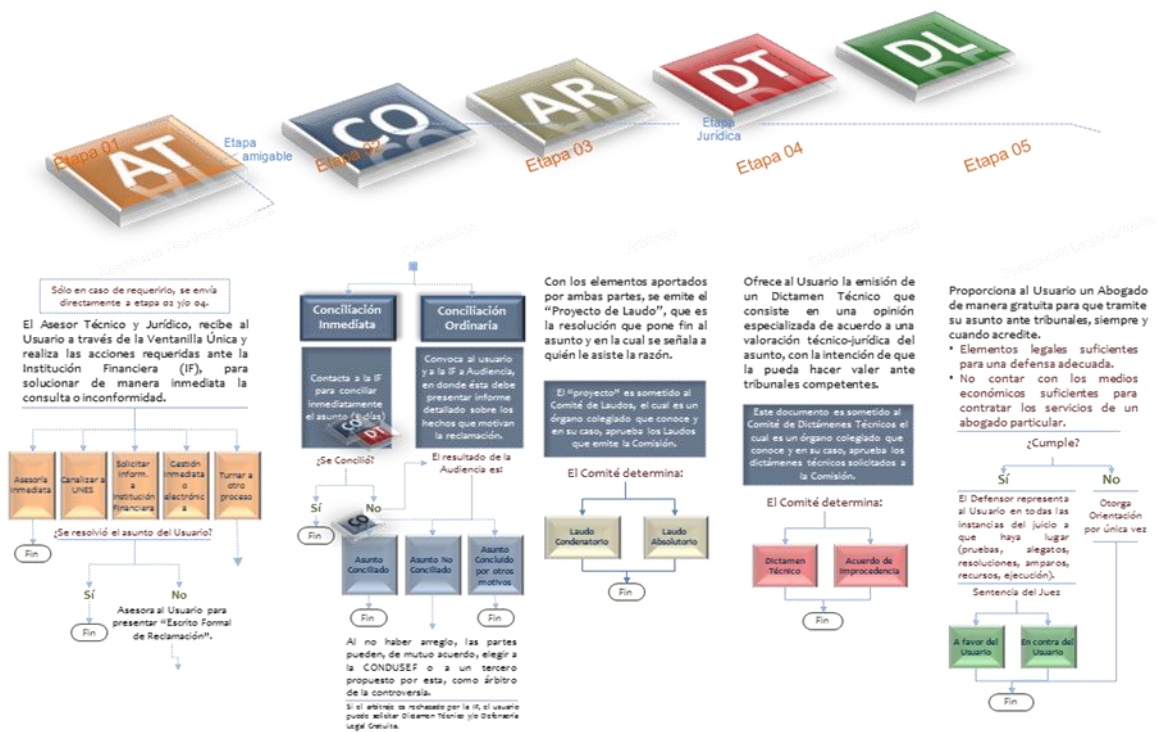 AT
CO
AR
DT
DL
Etapa 01
Etapa
amigable
Etapa 02
Etapa 03
Etapa
Jurídica
Etapa 04
Etapa 05
Sólo en caso de requerirlo, se envía
directamente a etapa 02 y/o 04.
El Asesor Técnico y Jurídico, recibe al
Usuario a través de la Ventanilla Única y
realiza las acciones requeridas ante la
Institución Financiera (IF), para
solucionar de manera inmediata la
consulta o inconformidad.
Asesoría
Inmediata
Canalizar a
UNES
Solicitar
Inform.
a
Institución
Financiera
Gestión
Inmediata
o
electrónic
a
Turnar a
otro
proceso
Fin
¿Se resolvió el asunto del Usuario?
Sí
No
Fin
Asesora al Usuario para
presentar “Escrito Formal
de Reclamación”.
Conciliación
Inmediata
Conciliación
Ordinaria
Contacta a la IF
para conciliar
inmediatamente
el asunto
CO
DT
Convoca al usuario
y a la IF a Audiencia,
en donde ésta debe
presentar informe
detallado sobre los
hechos que motivan
la reclamación.
¿Se Concilió?
El resultado de la
Audiencia es:
Sí
No
Fin
Asunto
Conciliado
Asunto No
Conciliado
Asunto
Concluido
por otros
motivos
Fin
Fin
Al no haber arreglo, las partes
pueden, de mutuo acuerdo, elegir a
la CONDUSEF o a un tercero
propuesto por esta, como árbitro
de la controversia.
Si el arbitraje es rechazado por la IF, el usuario
puede solicitar Dictamen Técnico y/o Defensoría
Legal Gratuita.
Con los elementos aportados
por ambas partes, se emite el
“Proyecto de Laudo”, que es
la resolución que pone fin al
asunto y en la cual se señala a
quién le asiste la razón.
El “proyecto” es sometido al
Comité de Laudos, el cual es un
órgano colegiado que conoce y
en su caso, aprueba los Laudos
que emite la Comisión.
El Comité determina:
Laudo
Condenatorio
Laudo
Absolutorio
Fin
Ofrece al Usuario la emisión de
un Dictamen Técnico que
consiste en una opinión
especializada de acuerdo a una
valoración técnico-jurídica del
asunto, con la intención de que
la pueda hacer valer ante
tribunales competentes.
Este documento es sometido al
Comité de Dictámenes Técnicos el
cual es un órgano colegiado que
conoce y en su caso, aprueba los
dictámenes técnicos solicitados a
la Comisión.
El Comité determina:
Dictamen
Técnico
Acuerdo de
Improcedencia
Fin
Proporciona al Usuario un Abogado
de manera gratuita para que tramite
su asunto ante tribunales, siempre y
cuando acredite.
• Elementos legales suficientes
para una defensa adecuada.
• No contar con los medios
económicos suficientes para
contratar los servicios de un
abogado particular.
¿Cumple?
Sí
No
El Defensor representa
al Usuario en todas las
instancias del juicio a
que haya lugar
(pruebas, alegatos,
resoluciones, amparos,
recursos, ejecución).
Otorga
Orientación
por única vez
Sentencia del Juez
A favor del
Usuario
En contra del
Usuario
Fin